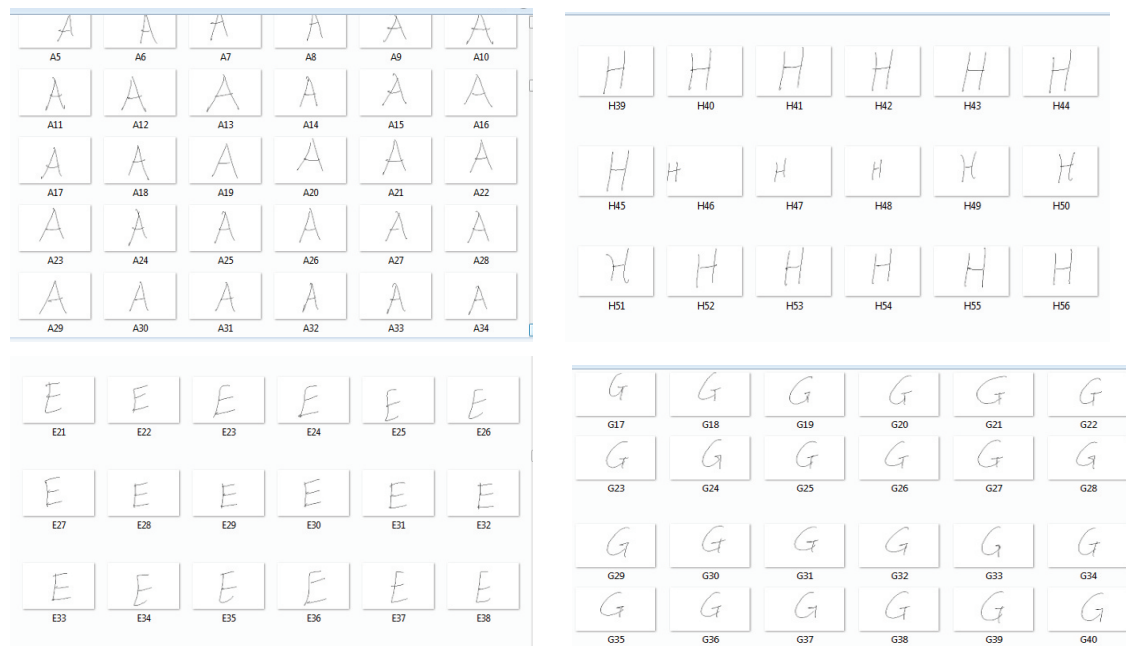 A A A A A A
A5 A6 A7 A8 A9 A10
A A A A A A
A11 A12 A13 A14 A15 A16
A A A A A A
A17 A18 A19 A20 A21 A22
A A A A A A
A23 A24 A25 A26 A27 A28
A A A A A A
A29 A30 A31 A32 A33 A34
H H H H H H
H39 H40 H41 H42 H43 H44
H H H H H H
H45 H46 H47 H48 H49 H50
H H H H H H
H51 H52 H53 H54 H55 H56
E E E E E E
E21 E22 E23 E24 E25 E26
E E E E E E
E27 E28 E29 E30 E31 E32
E E E E E E
E33 E34 E35 E36 E37 E38
G G G G G G
G17 G18 G19 G20 G21 G22
G G G G G G
G23 G24 G25 G26 G27 G28
G G G G G G
G29 G30 G31 G32 G33 G34
G G G G G G
G35 G36 G37 G38 G39 G40